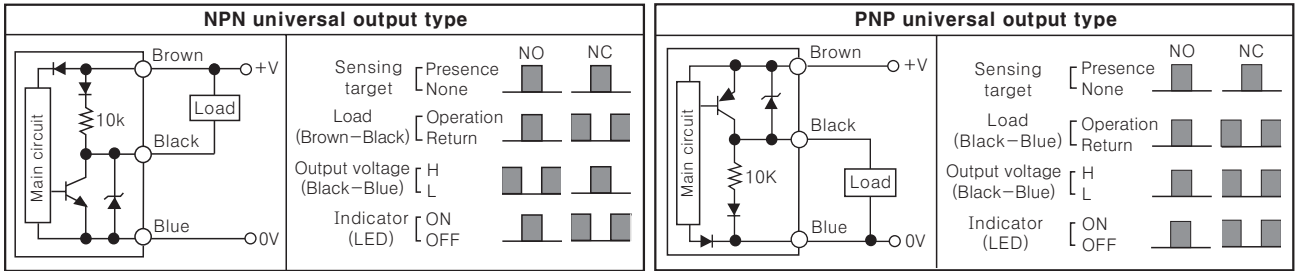 NPN universal output type
Brown
+V
Load
10k
Black
Main circuit
Blue
0V
NO NC
Sensing target Presence None
Load (Brown-Black) Operation Return
Output voltage (Black-Blue) H L
Indicator (LED) ON OFF
PNP universal output type
Brown
+V
Main circuit
Black
10K
Load
Blue
0V
NO NC
Sensing target Presence None
Load (Black-Blue) Operation Return
Output voltage (Black-Blue) H L
Indicator (LED) ON OFF